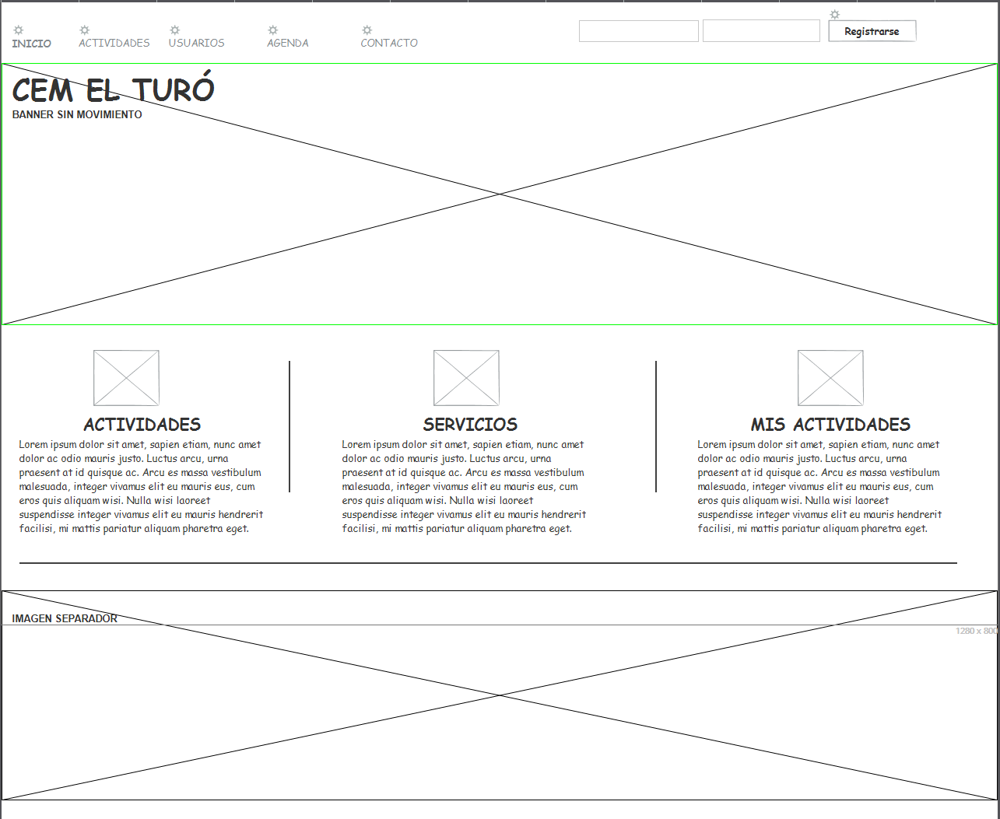 INICIO ACTIVIDADES USUARIOS AGENDA CONTACTO Registrarse
CEM EL TURÓ
BANNER SIN MOVIMIENTO
ACTIVIDADES
Lorem ipsum dolor sit amet, sapien etiam, nunc amet
dolor ac odio mauris justo. Luctus arcu, urna
praesent at id quisque ac. Arcu es massa vestibulum
malesuada, integer vivamus elit eu mauris eus, cum
eros quis aliquam wisi. Nulla wisi laoreet
suspendisse integer vivamus elit eu mauris hendrerit
facilisi, mi mattis pariatur aliquam pharetra eget.
SERVICIOS
Lorem ipsum dolor sit amet, sapien etiam, nunc amet
dolor ac odio mauris justo. Luctus arcu, urna
praesent at id quisque ac. Arcu es massa vestibulum
malesuada, integer vivamus elit eu mauris eus, cum
eros quis aliquam wisi. Nulla wisi laoreet
suspendisse integer vivamus elit eu mauris hendrerit
facilisi, mi mattis pariatur aliquam pharetra eget.
MIS ACTIVIDADES
Lorem ipsum dolor sit amet, sapien etiam, nunc amet
dolor ac odio mauris justo. Luctus arcu, urna
praesent at id quisque ac. Arcu es massa vestibulum
malesuada, integer vivamus elit eu mauris eus, cum
eros quis aliquam wisi. Nulla wisi laoreet
suspendisse integer vivamus elit eu mauris hendrerit
facilisi, mi mattis pariatur aliquam pharetra eget.
IMAGEN SEPARADOR
1280 x 800